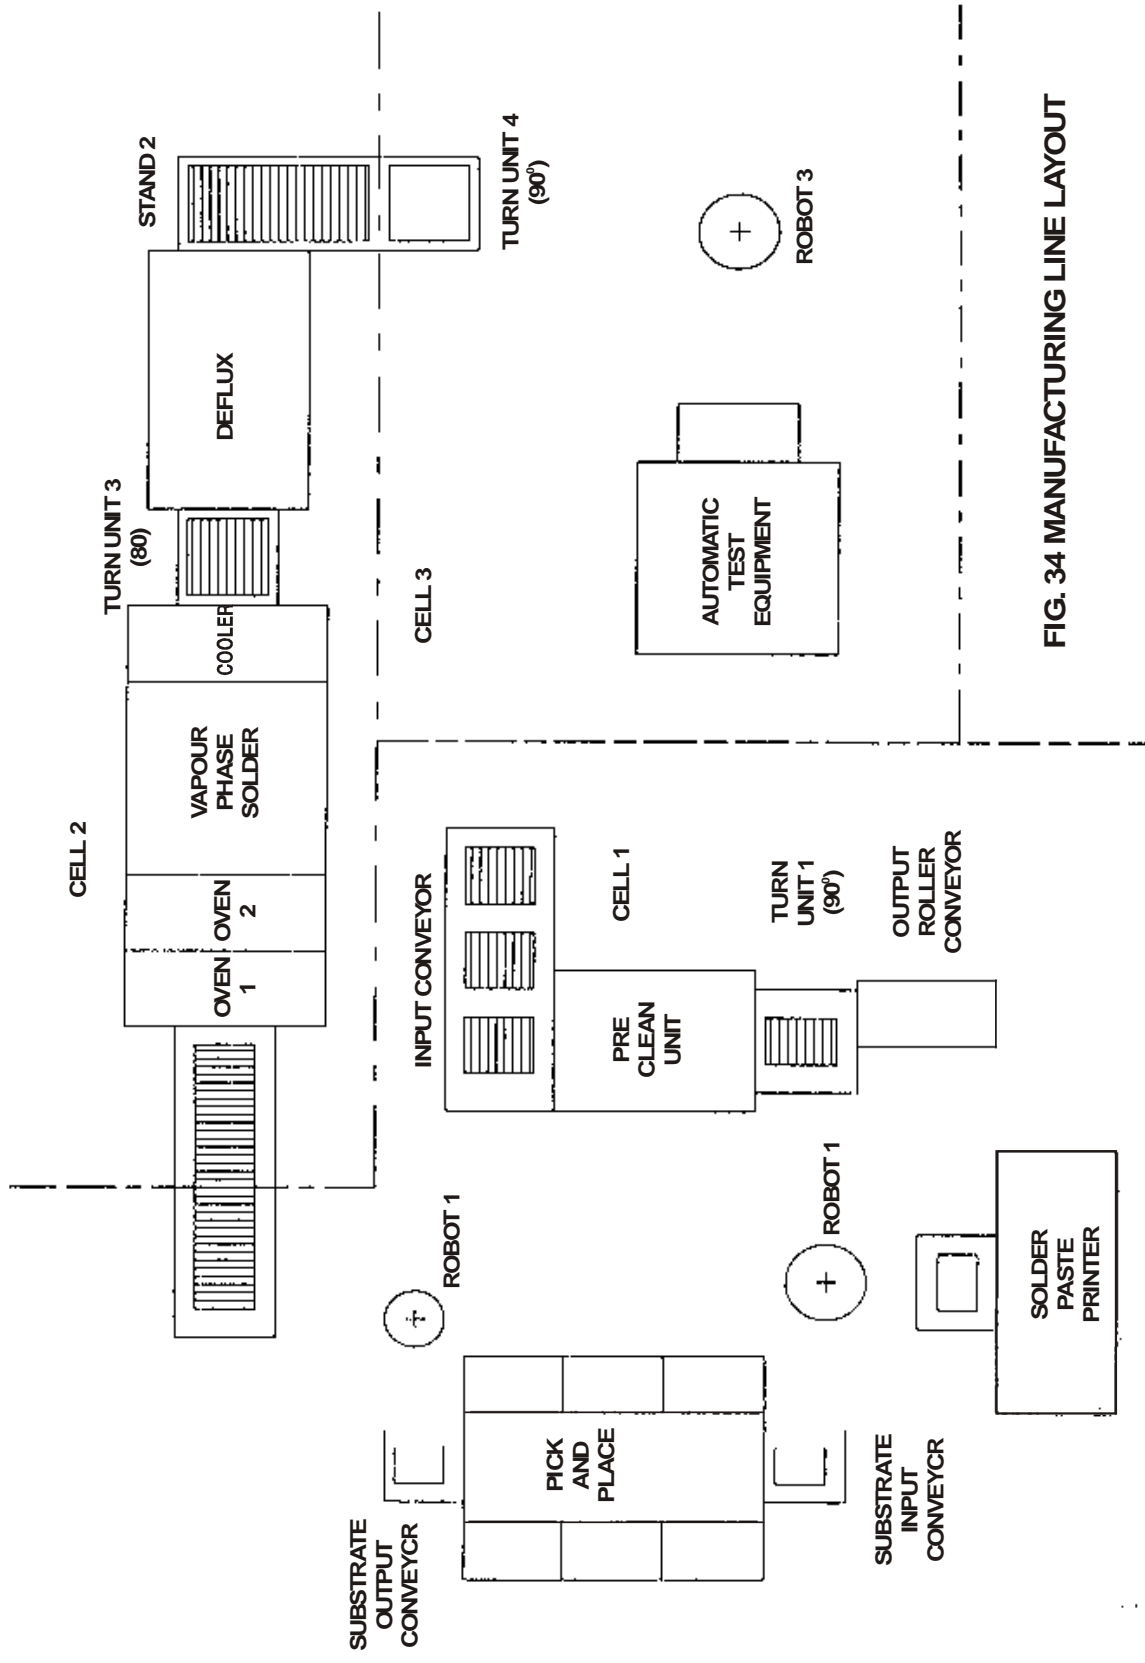 CELL 2
STAND 2
TURN UNIT 3
(80)
OVEN
1
OVEN
2
VAPOUR
PHASE
SOLDER
COOLER
DEFLUX
TURN UNIT 4
(90⁰)
SUBSTRATE
OUTPUT
CONVEYCR
ROBOT 1
INPUT CONVEYOR
CELL 3
PICK
AND
PLACE
PRE
CLEAN
UNIT
CELL 1
AUTOMATIC
TEST
EQUIPMENT
ROBOT 3
ROBOT 1
TURN
UNIT 1
(90⁰)
SUBSTRATE
INPUT
CONVEYCR
OUTPUT
ROLLER
CONVEYOR
SOLDER
PASTE
PRINTER
FIG. 34 MANUFACTURING LINE LAYOUT